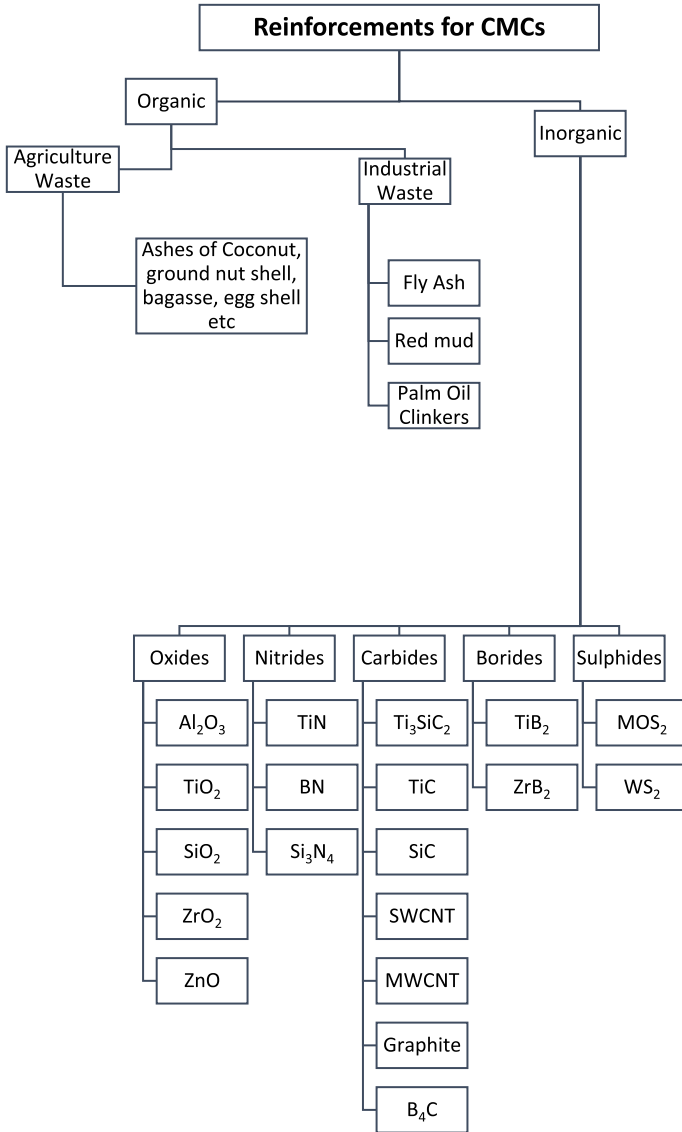 Reinforcements for CMCs
Organic
Inorganic
Agriculture
Waste
Industrial
Waste
Ashes of Coconut,
ground nut shell,
bagasse, egg shell
etc
Fly Ash
Red mud
Palm Oil
Clinkers
Oxides
Nitrides
Carbides
Borides
Sulphides
Al₂O₃
TiN
Ti₃SiC₂
TiB₂
MOS₂
TiO₂
BN
TiC
ZrB₂
WS₂
SiO₂
Si₃N₄
SiC
ZrO₂
SWCNT
ZnO
MWCNT
Graphite
B₄C